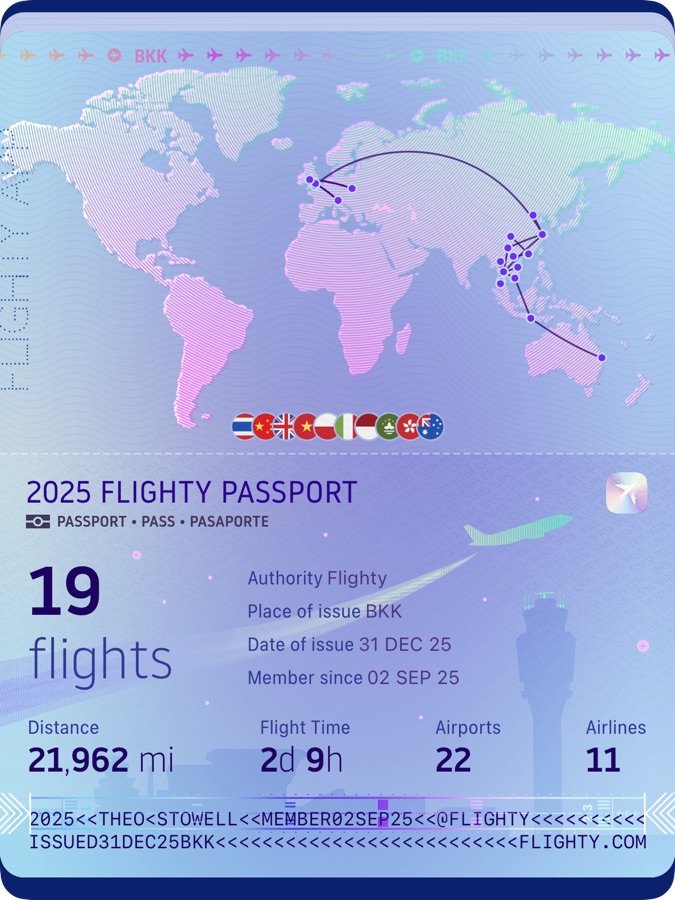 BKK BKK
FLIGHTY APP
2025 FLIGHTY PASSPORT
PASSPORT • PASS • PASAPORTE
19
flights
Authority Flighty
Place of issue BKK
Date of issue 31 DEC 25
Member since 02 SEP 25
Distance Flight Time Airports Airlines
21,962 mi 2d 9h 22 11
2025<<THEO<STOWELL<<MEMBER02SEP25<<@FLIGHTY<<<<<<<<<<
ISSUED31DEC25BKK<<<<<<<<<<<<<<<<<<<<<<<<<<FLIGHTY.COM